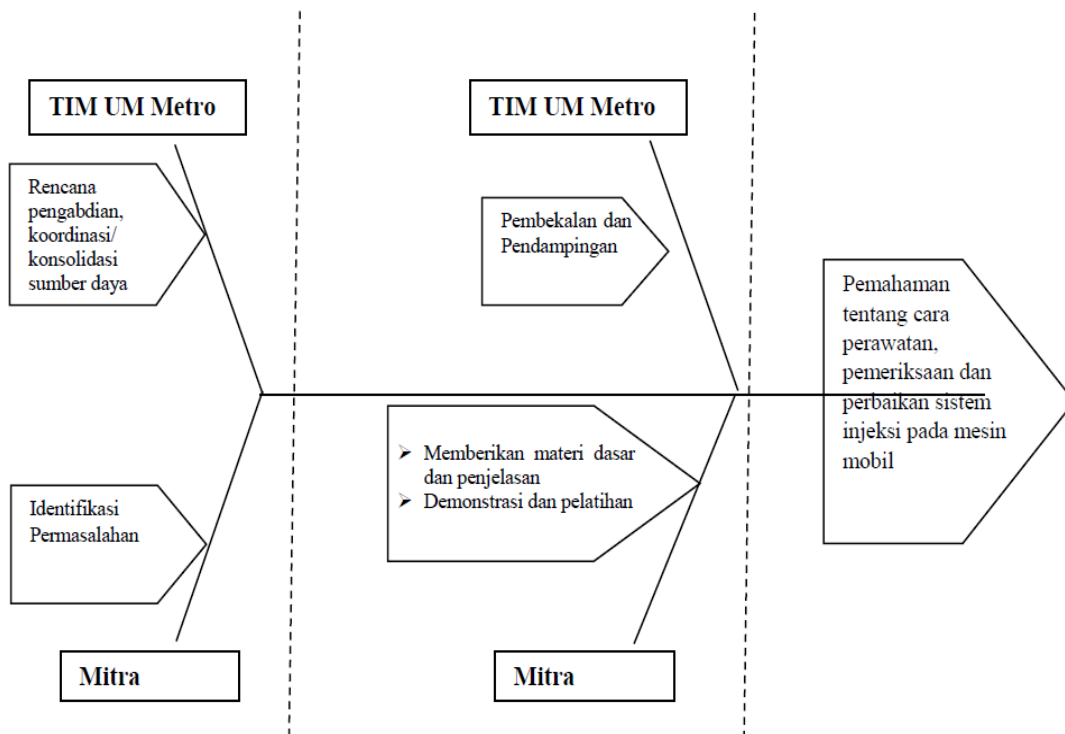 TIM UM Metro
Rencana
pengabdian,
koordinasi/
konsolidasi
sumber daya
Identifikasi
Permasalahan
Mitra
TIM UM Metro
Pembekalan dan
Pendampingan
➢ Memberikan materi dasar
dan penjelasan
➢ Demonstrasi dan pelatihan
Mitra
Pemahaman
tentang cara
perawatan,
pemeriksaan dan
perbaikan sistem
injeksi pada mesin
mobil